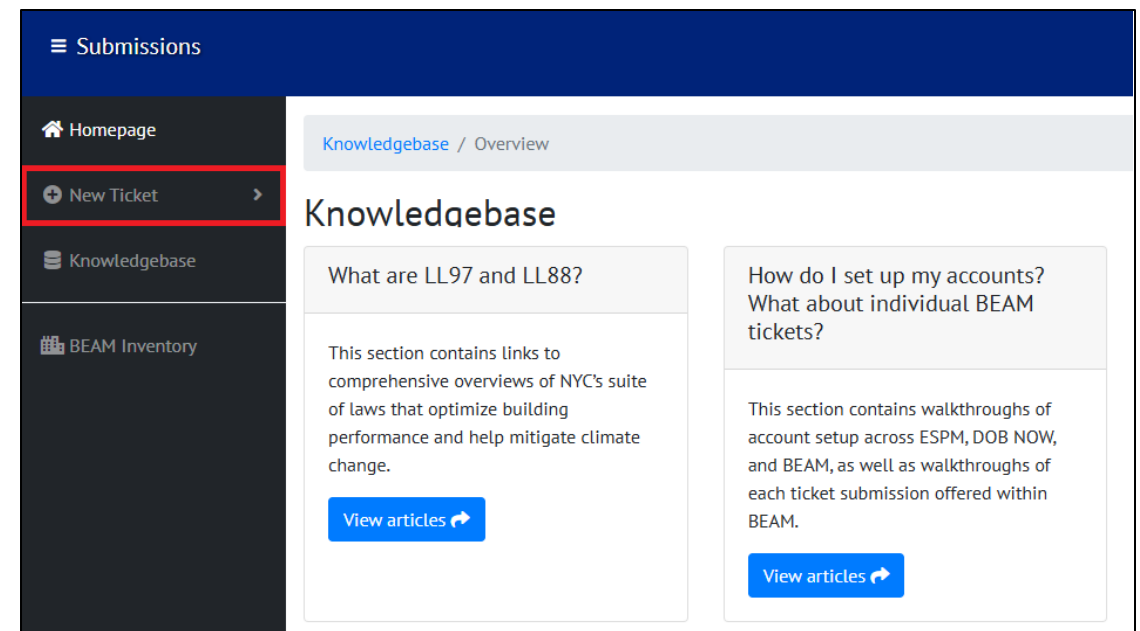 Submissions
Homepage
New Ticket
Knowledgebase
BEAM Inventory
Knowledgebase / Overview
Knowledgebase
What are LL97 and LL88?
This section contains links to
comprehensive overviews of NYC's suite
of laws that optimize building
performance and help mitigate climate
change.
View articles
How do I set up my accounts?
What about individual BEAM
tickets?
This section contains walkthroughs of
account setup across ESPM, DOB NOW,
and BEAM, as well as walkthroughs of
each ticket submission offered within
BEAM.
View articles